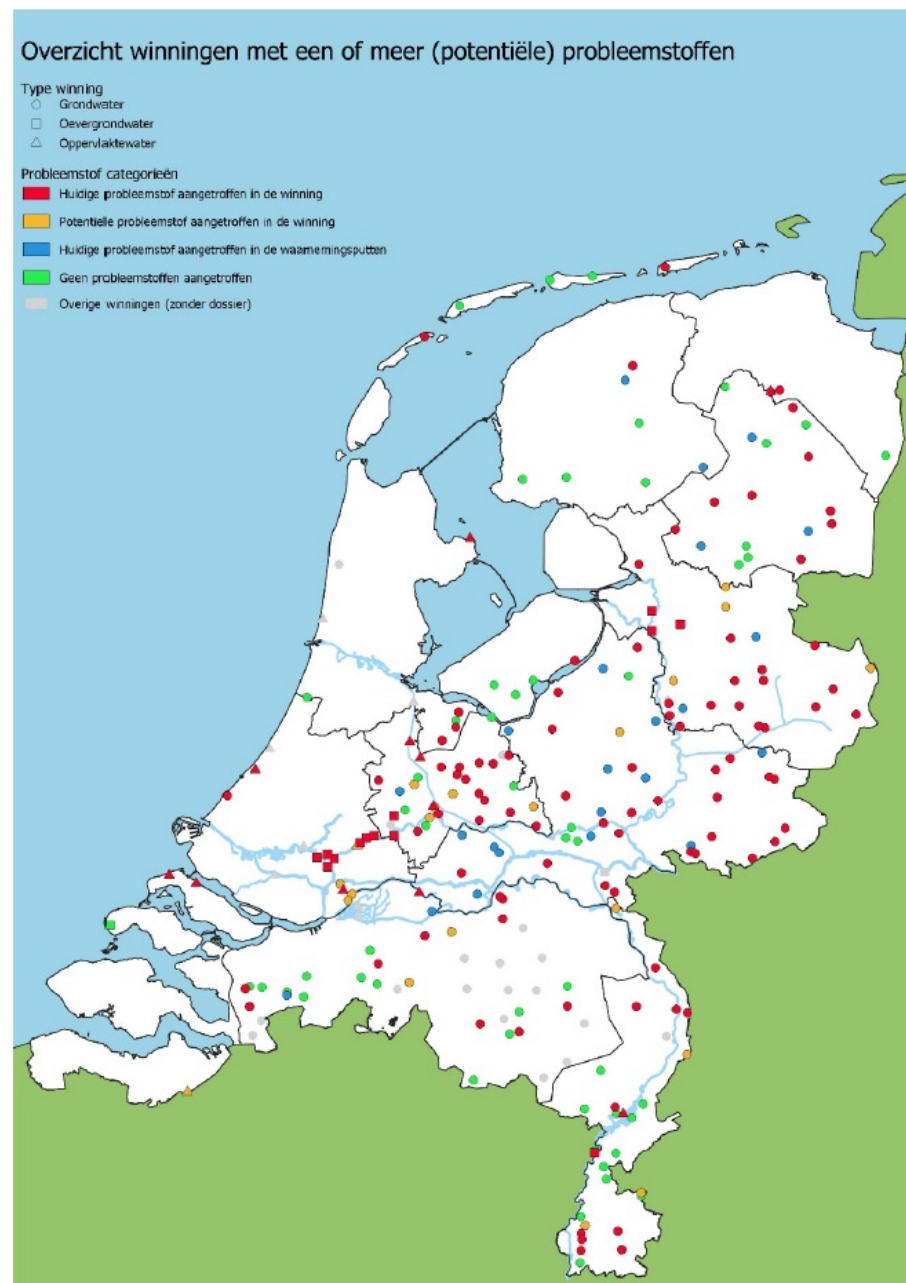 Overzicht winningen met een of meer (potentiële) probleemstoffen
Type winning
Grondwater
Oevergrondwater
Oppervlaktewater
Probleemstof categorieën
Huidige probleemstof aangetroffen in de winning
Potentiële probleemstof aangetroffen in de winning
Huidige probleemstof aangetroffen in de waarnemingsputten
Geen probleemstoffen aangetroffen
Overige winningen (zonder dossier)